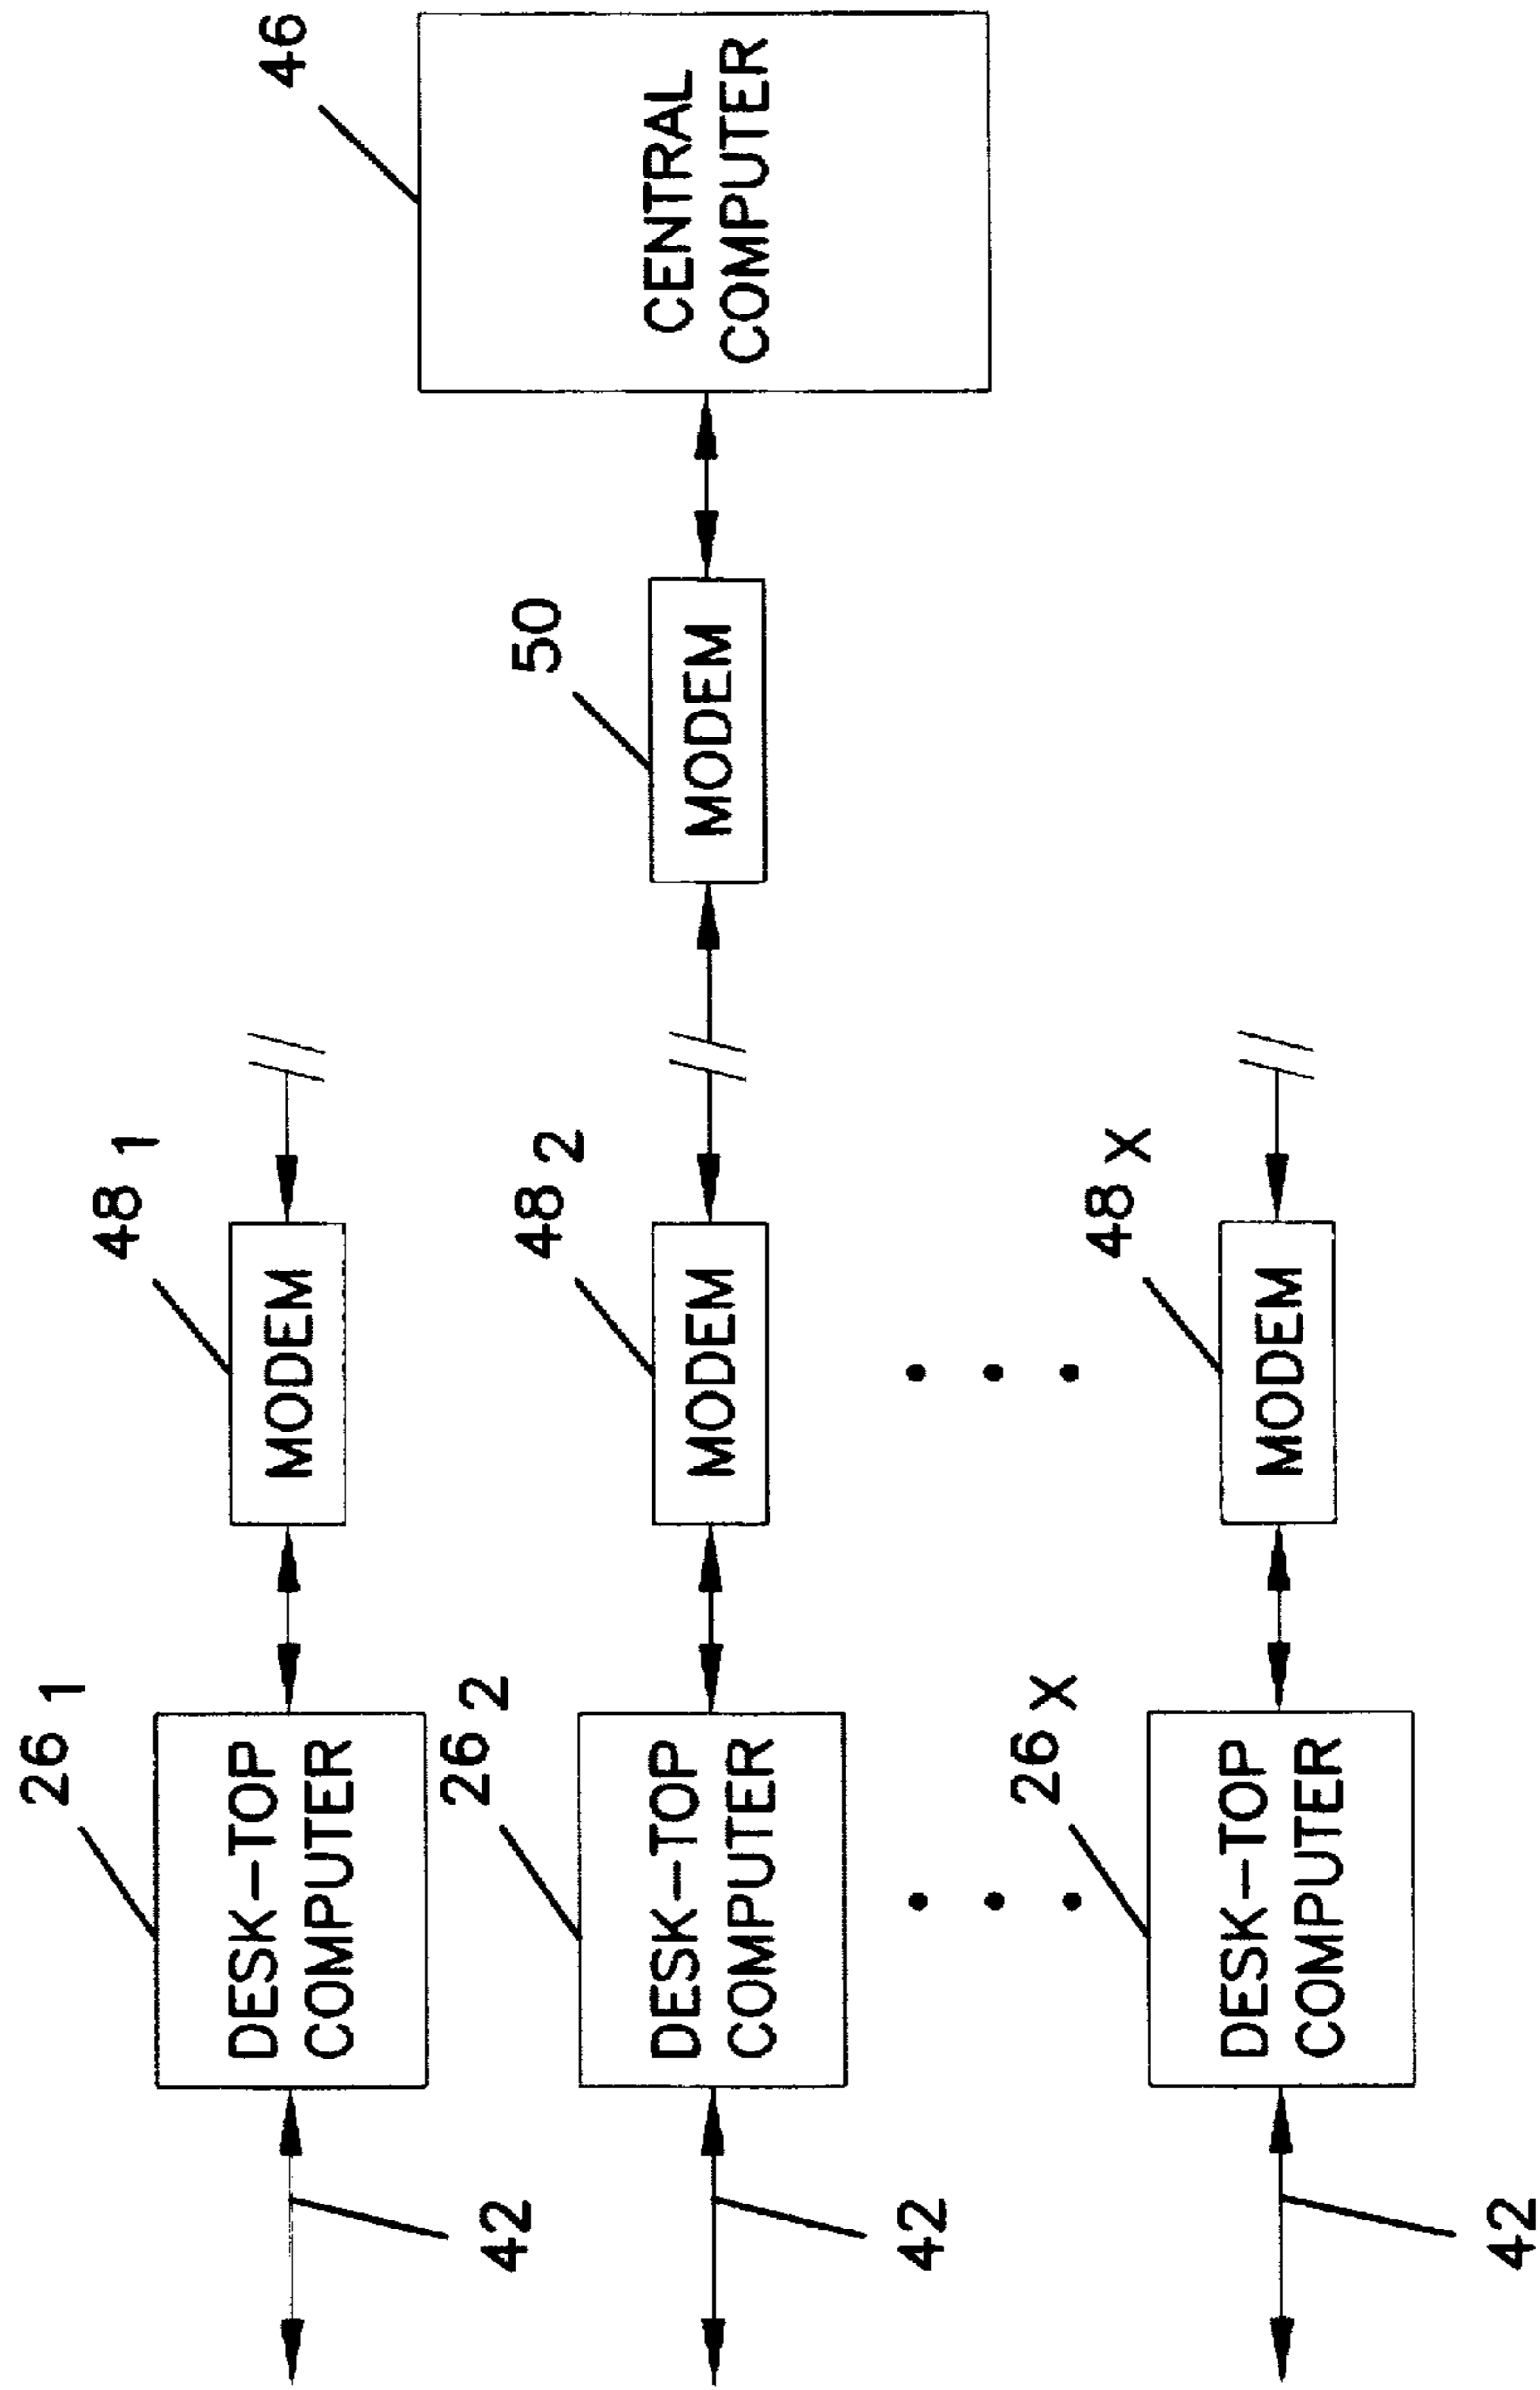 26 1
DESK-TOP
COMPUTER
42
48 1
MODEM
26 2
DESK-TOP
COMPUTER
42
48 2
MODEM
50
MODEM
46
CENTRAL
COMPUTER
26 X
DESK-TOP
COMPUTER
42
48 X
MODEM